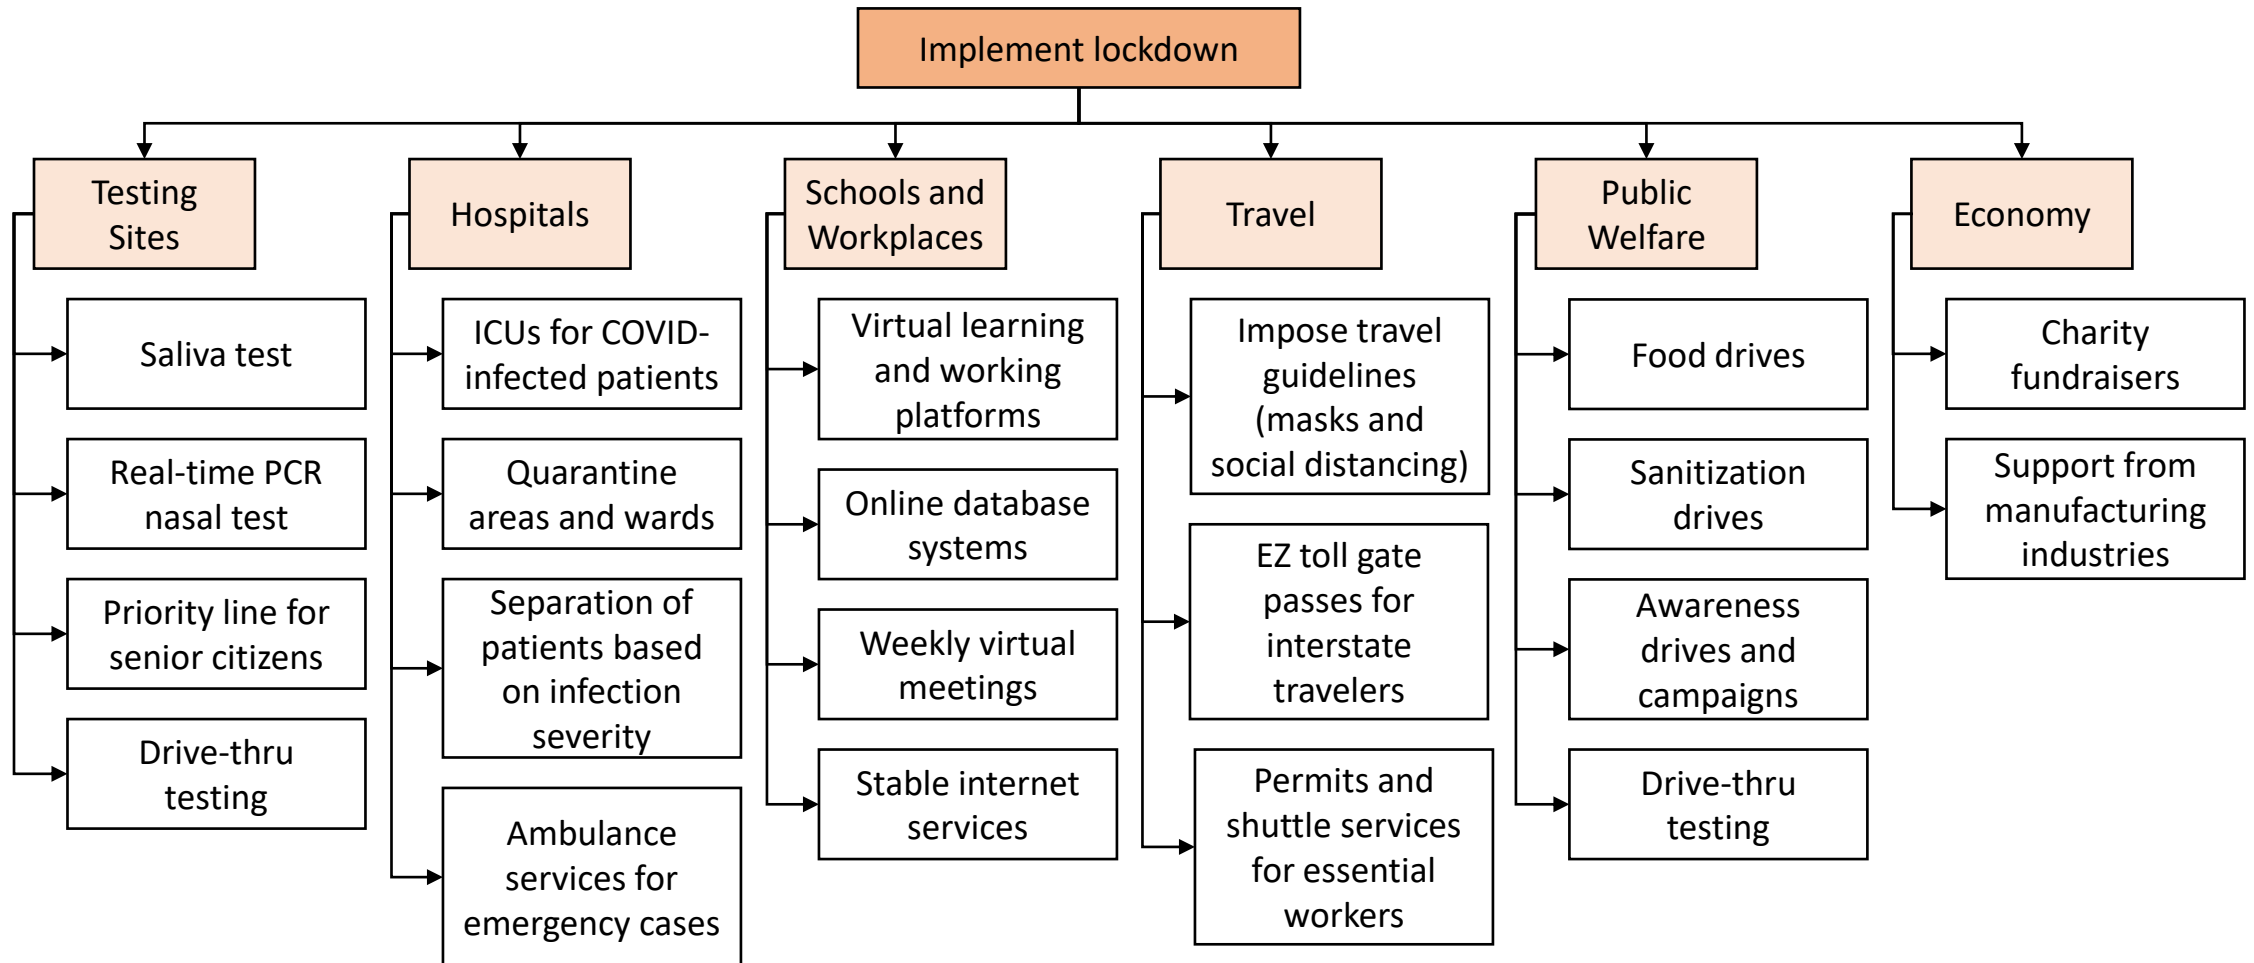 Implement lockdown
Testing
Sites
Saliva test
Real-time PCR
nasal test
Priority line for
senior citizens
Drive-thru
testing
Hospitals
ICUs for COVID-
infected patients
Quarantine
areas and wards
Separation of
patients based
on infection
severity
Ambulance
services for
emergency cases
Schools and
Workplaces
Virtual learning
and working
platforms
Online database
systems
Weekly virtual
meetings
Stable internet
services
Travel
Impose travel
guidelines
(masks and
social distancing)
EZ toll gate
passes for
interstate
travelers
Permits and
shuttle services
for essential
workers
Public
Welfare
Food drives
Sanitization
drives
Awareness
drives and
campaigns
Drive-thru
testing
Economy
Charity
fundraisers
Support from
manufacturing
industries